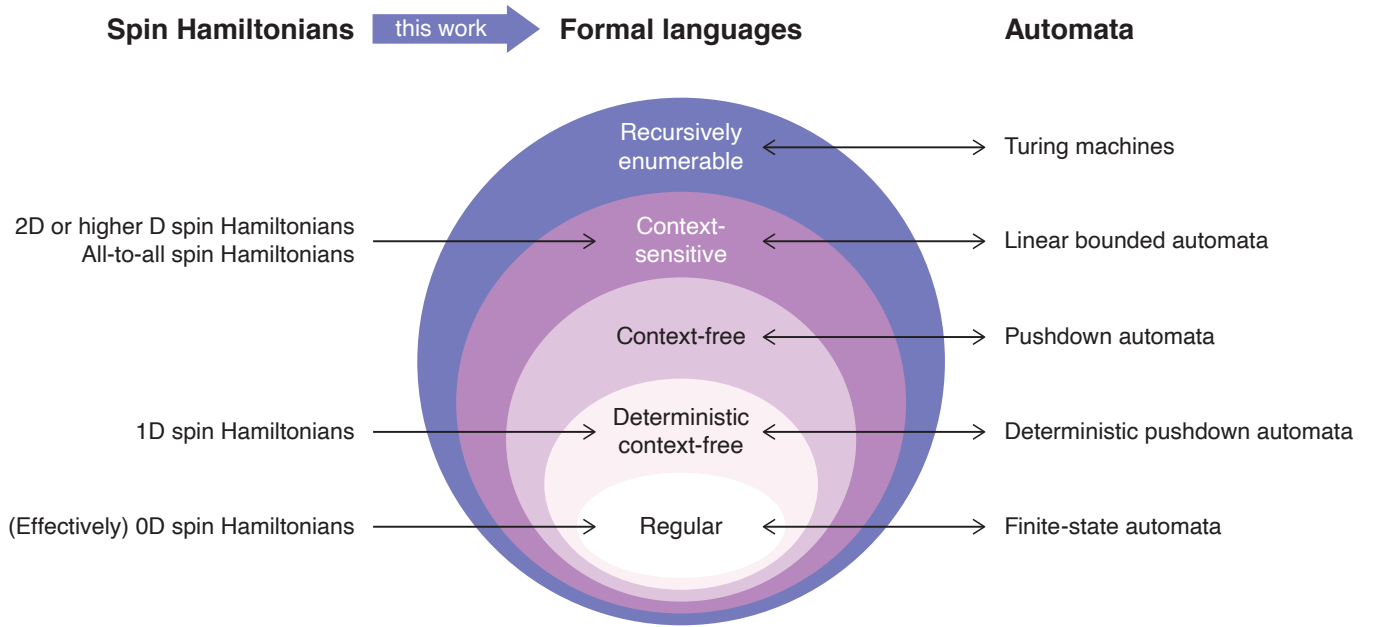 Spin Hamiltonians
this work
Formal languages
Automata
Recursively
enumerable
Turing machines
2D or higher D spin Hamiltonians
All-to-all spin Hamiltonians
Context-
sensitive
Linear bounded automata
Context-free
Pushdown automata
1D spin Hamiltonians
Deterministic
context-free
Deterministic pushdown automata
(Effectively) 0D spin Hamiltonians
Regular
Finite-state automata